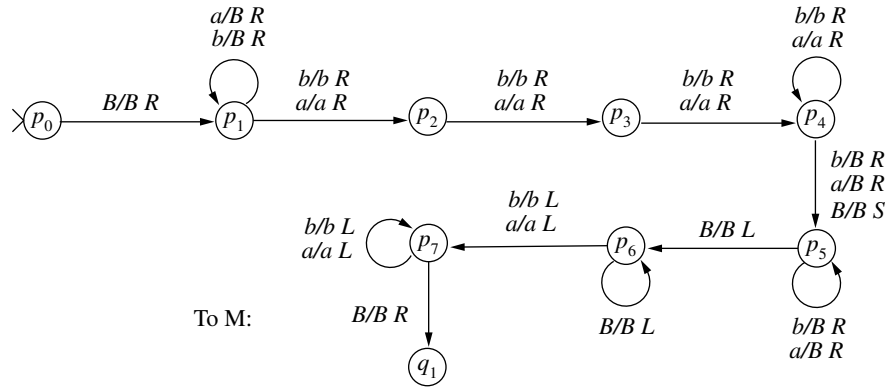 a/B R
b/B R
b/b R
a/a R
B/B R
b/b R
a/a R
b/b R
a/a R
b/b R
a/a R
p0
p1
p2
p3
p4
b/B R
a/B R
B/B S
b/b L
a/a L
b/b L
a/a L
p7
p6
B/B L
p5
To M:
B/B R
B/B L
b/B R
a/B R
q1